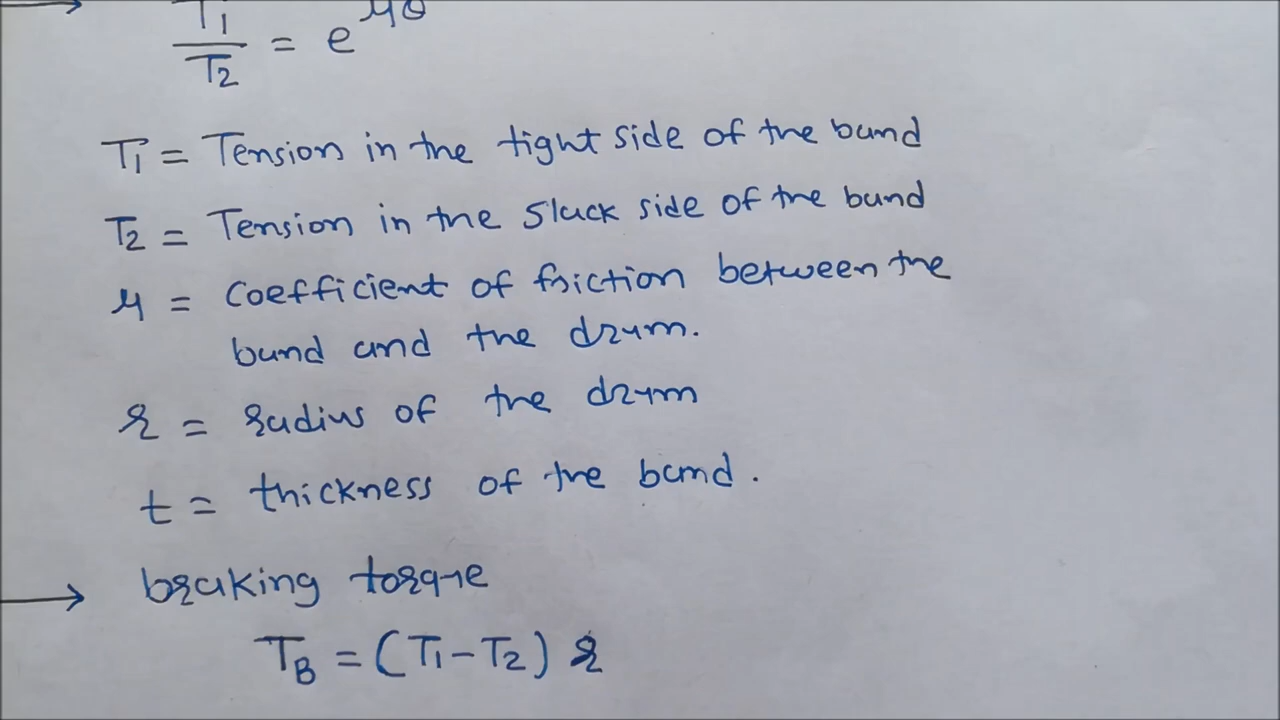 → T1/T2 = e^μθ
T1 = Tension in the tight side of the band
T2 = Tension in the slack side of the band
μ = coefficient of friction between the
band and the drum.
r = radius of the drum
t = thickness of the band.
→ braking torque
TB = (T1-T2) r